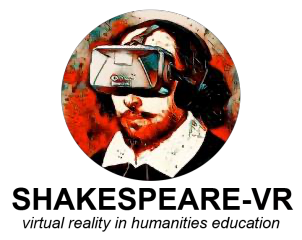 SHAKESPEARE-VR
virtual reality in humanities education